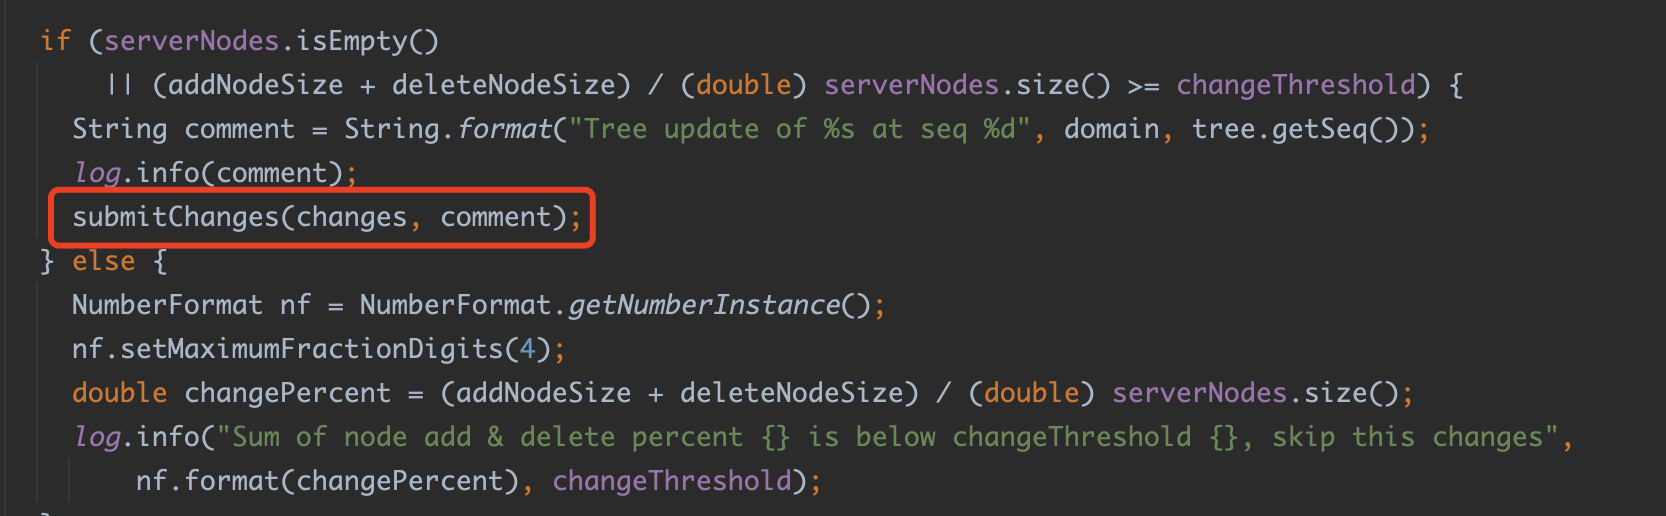 if (serverNodes.isEmpty()
|| (addNodeSize + deleteNodeSize) / (double) serverNodes.size() >= changeThreshold) {
String comment = String.format("Tree update of %s at seq %d", domain, tree.getSeq());
log.info(comment);
submitChanges(changes, comment);
} else {
NumberFormat nf = NumberFormat.getNumberInstance();
nf.setMaximumFractionDigits(4);
double changePercent = (addNodeSize + deleteNodeSize) / (double) serverNodes.size();
log.info("Sum of node add & delete percent {} is below changeThreshold {}, skip this changes",
nf.format(changePercent), changeThreshold);
}